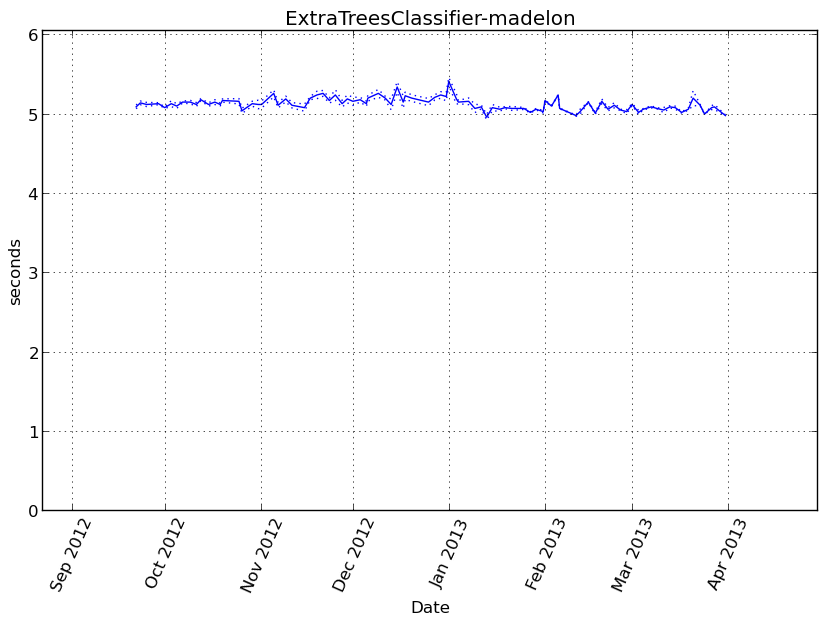 ExtraTreesClassifier-madelon
6
5
4
3
2
1
0
seconds
Sep 2012
Oct 2012
Nov 2012
Dec 2012
Jan 2013
Feb 2013
Mar 2013
Apr 2013
Date